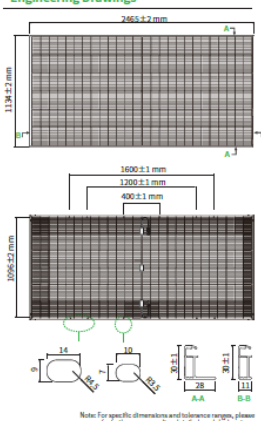 Engineering Drawings
2465±2 mm
A
1134±2 mm
B
A
1600±1 mm
1200±1 mm
400±1 mm
1096±2 mm
14
9
R4.5
10
7
R3.5
30±1
28
A-A
30±1
11
B-B
Note: For specific dimensions and tolerance ranges, please